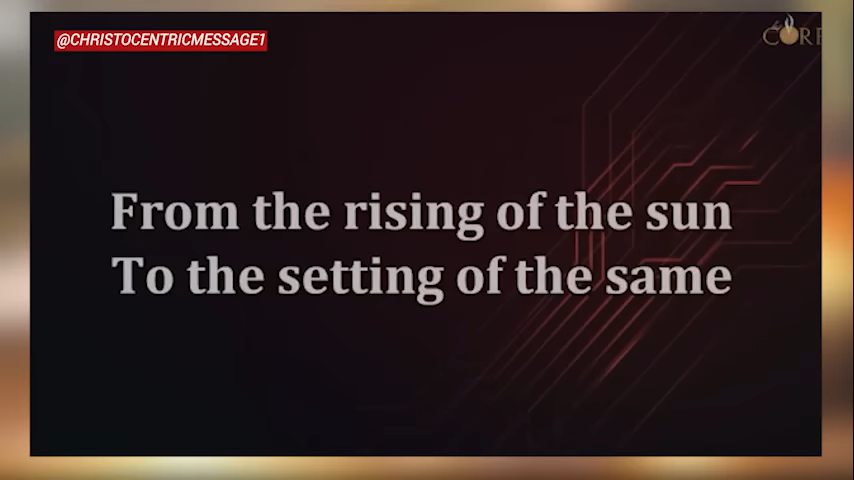 @CHRISTOCENTRICMESSAGE1
From the rising of the sun
To the setting of the same